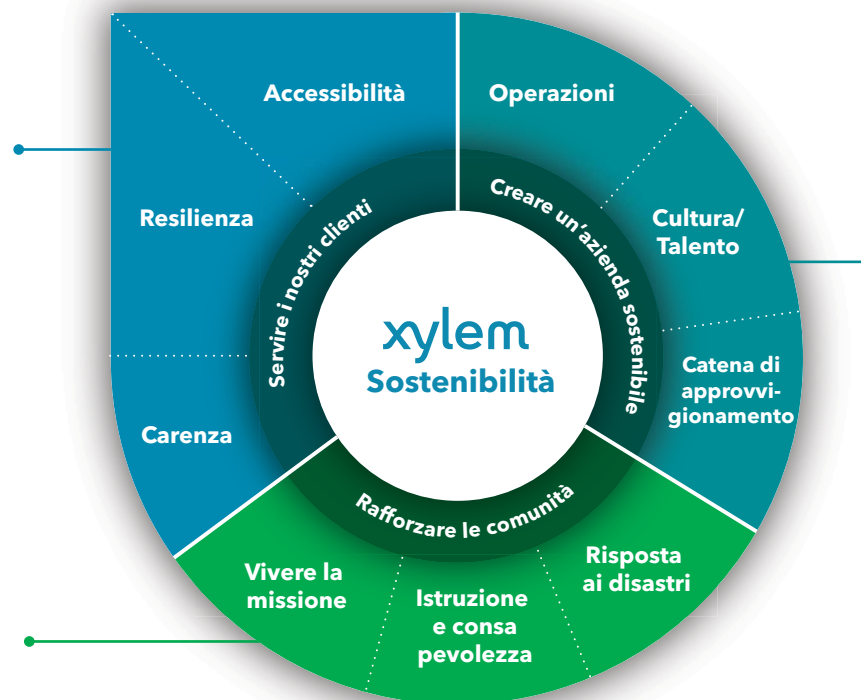 Accessibilità
Operazioni
Resilienza
Cultura/
Talento
Servire i nostri clienti
Creare un'azienda sostenibile
xylem
Sostenibilità
Catena di
approvvi-
gionamento
Carenza
Rafforzare le comunità
Vivere la
missione
Istruzione
e consa
pevolezza
Risposta
ai disastri